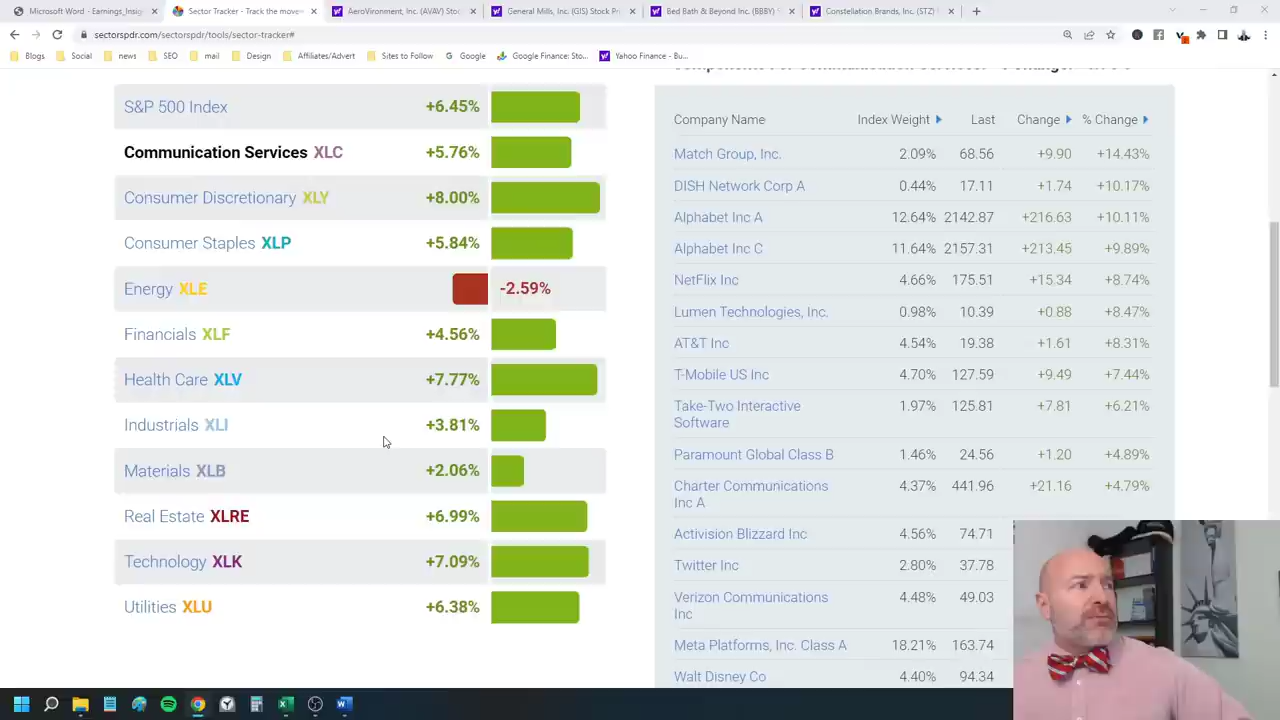 Microsoft-Word - Earnings_Insig
Sector Tracker - Track the move
AeroVironment, Inc. (AVAV) Stoc
General Mills, Inc. (GIS) Stock Pr
Bed Bath & Beyond Inc. (BBBY)
Constellation Brands, Inc. (STZ)
sectorspdr.com/sectorspdr/tools/sector-tracker#
Blogs Social news SEO mail Design Affiliates/Advert Sites to Follow Google Google Finance: Sto... Yahoo Finance - Bu...
S&P 500 Index +6.45%
Communication Services XLC +5.76%
Consumer Discretionary XLY +8.00%
Consumer Staples XLP +5.84%
Energy XLE -2.59%
Financials XLF +4.56%
Health Care XLV +7.77%
Industrials XLI +3.81%
Materials XLB +2.06%
Real Estate XLRE +6.99%
Technology XLK +7.09%
Utilities XLU +6.38%
Company Name Index Weight Last Change % Change
Match Group, Inc. 2.09% 68.56 +9.90 +14.43%
DISH Network Corp A 0.44% 17.11 +1.74 +10.17%
Alphabet Inc A 12.64% 2142.87 +216.63 +10.11%
Alphabet Inc C 11.64% 2157.31 +213.45 +9.89%
NetFlix Inc 4.66% 175.51 +15.34 +8.74%
Lumen Technologies, Inc. 0.98% 10.39 +0.88 +8.47%
AT&T Inc 4.54% 19.38 +1.61 +8.31%
T-Mobile US Inc 4.70% 127.59 +9.49 +7.44%
Take-Two Interactive 1.97% 125.81 +7.81 +6.21%
Software
Paramount Global Class B 1.46% 24.56 +1.20 +4.89%
Charter Communications 4.37% 441.96 +21.16 +4.79%
Inc A
Activision Blizzard Inc 4.56% 74.71
Twitter Inc 2.80% 37.78
Verizon Communications 4.48% 49.03
Inc
Meta Platforms, Inc. Class A 18.21% 163.74
Walt Disney Co 4.40% 94.34